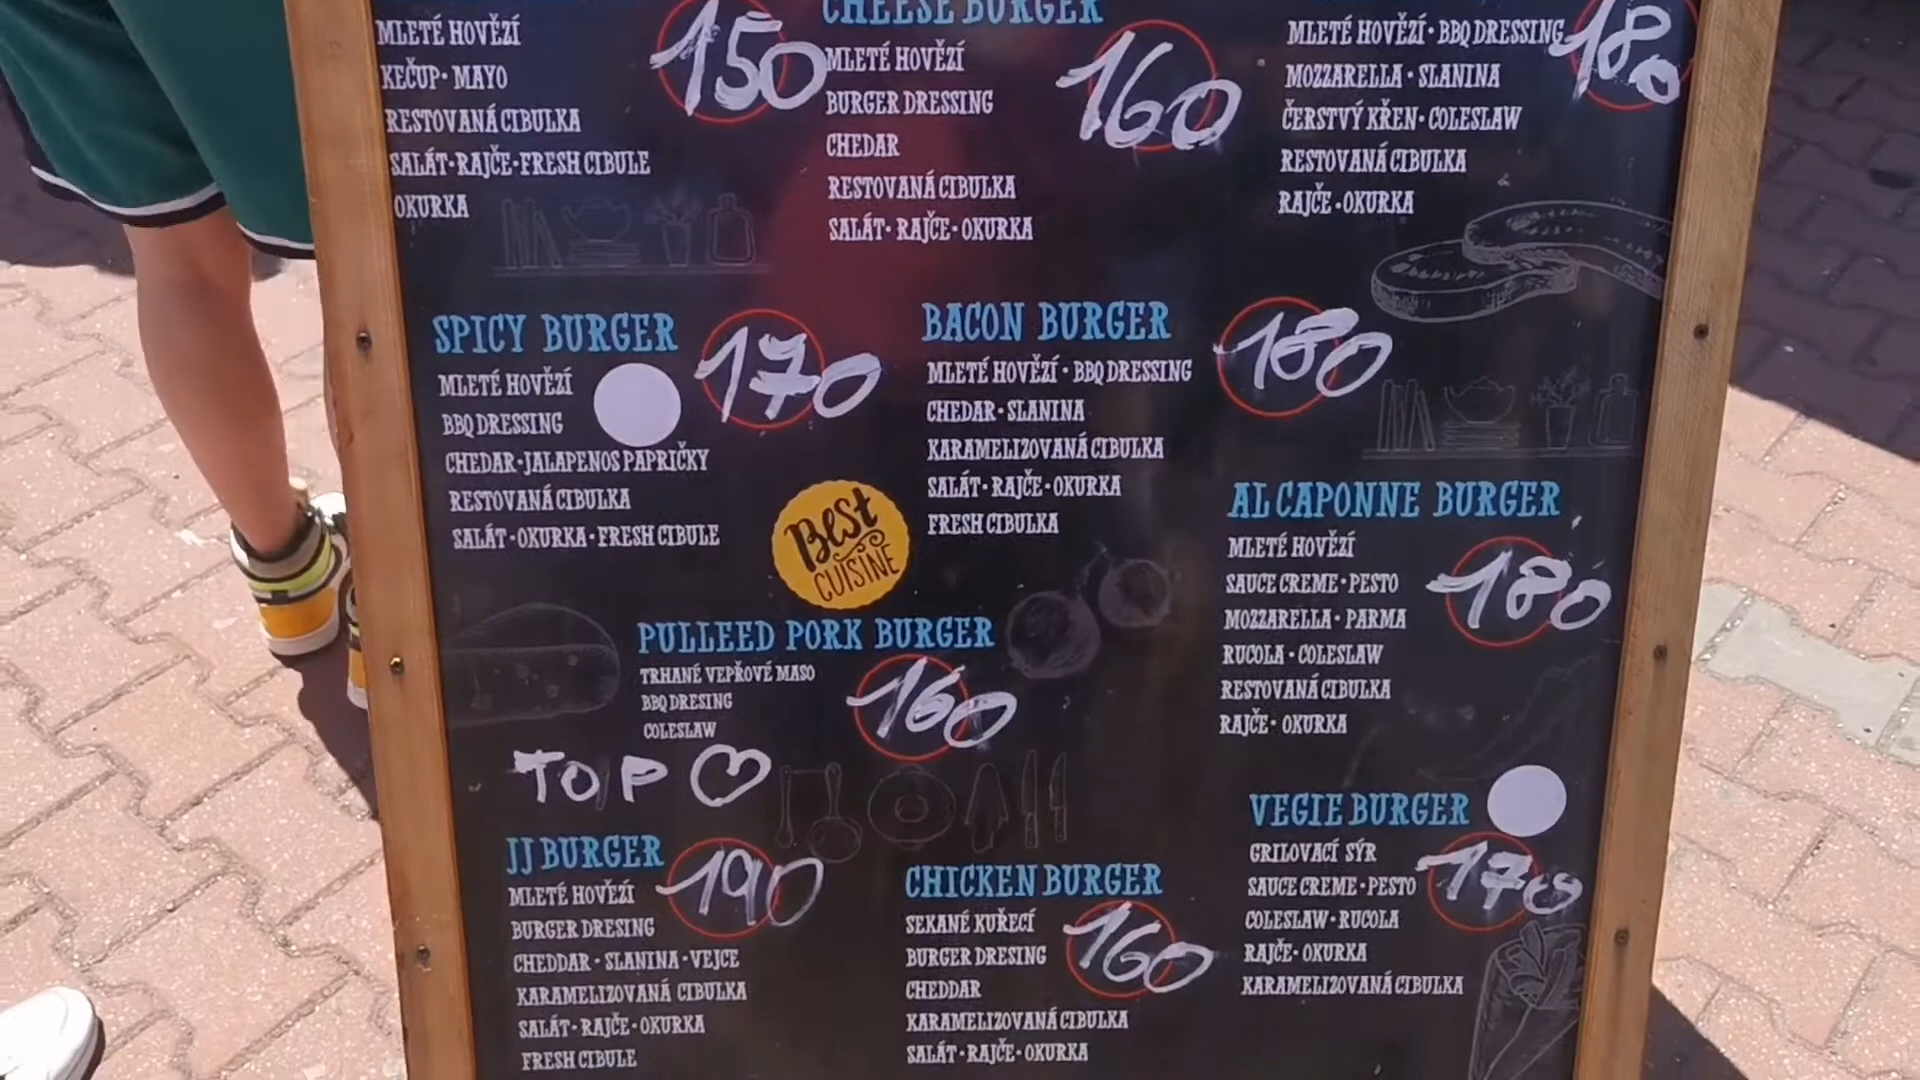 MLETÉ HOVĚZÍ
KEČUP • MAYO
RESTOVANÁ CIBULKA
SALÁT • RAJČE • FRESH CIBULE
OKURKA
150
CHEESE BURGER
MLETÉ HOVĚZÍ
BURGER DRESSING
CHEDAR
RESTOVANÁ CIBULKA
SALÁT • RAJČE • OKURKA
160
MLETÉ HOVĚZÍ • BBQ DRESSING
MOZZARELLA • SLANINA
ČERSTVÝ KŘEN • COLESLAW
RESTOVANÁ CIBULKA
RAJČE • OKURKA
180
SPICY BURGER
MLETÉ HOVĚZÍ
BBQ DRESSING
CHEDAR • JALAPENOS PAPRIČKY
RESTOVANÁ CIBULKA
SALÁT • OKURKA • FRESH CIBULE
170
BACON BURGER
MLETÉ HOVĚZÍ • BBQ DRESSING
CHEDAR • SLANINA
KARAMELIZOVANÁ CIBULKA
SALÁT • RAJČE • OKURKA
FRESH CIBULKA
180
BEST
CUISINE
AL CAPONNE BURGER
MLETÉ HOVĚZÍ
SAUCE CREME • PESTO
MOZZARELLA • PARMA
RUCOLA • COLESLAW
RESTOVANÁ CIBULKA
RAJČE • OKURKA
180
PULLEED PORK BURGER
TRHANÉ VEPŘOVÉ MASO
BBQ DRESING
COLESLAW
160
TOP
JJ BURGER
MLETÉ HOVĚZÍ
BURGER DRESING
CHEDDAR • SLANINA • VEJCE
KARAMELIZOVANÁ CIBULKA
SALÁT • RAJČE • OKURKA
FRESH CIBULE
190
CHICKEN BURGER
SEKANÉ KUŘECÍ
BURGER DRESING
CHEDDAR
KARAMELIZOVANÁ CIBULKA
SALÁT • RAJČE • OKURKA
160
VEGIE BURGER
GRILOVACÍ SÝR
SAUCE CREME • PESTO
COLESLAW • RUCOLA
RAJČE • OKURKA
KARAMELIZOVANÁ CIBULKA
170